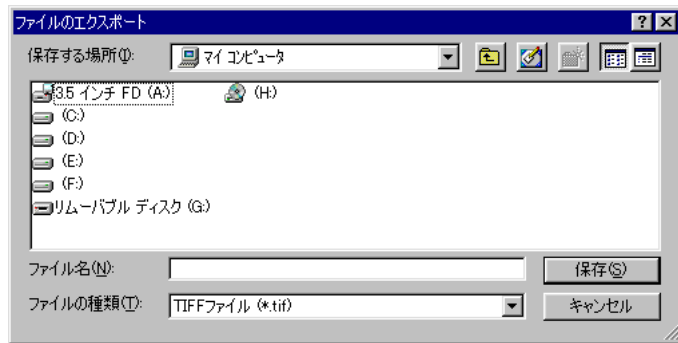 ファイルのエクスポート
保存する場所(I):
マイ コンピュータ
3.5 インチ FD (A:)
(C:)
(D:)
(E:)
(F:)
リムーバブル ディスク (G:)
(H:)
ファイル名(N):
保存(S)
ファイルの種類(T):
TIFFファイル (*.tif)
キャンセル